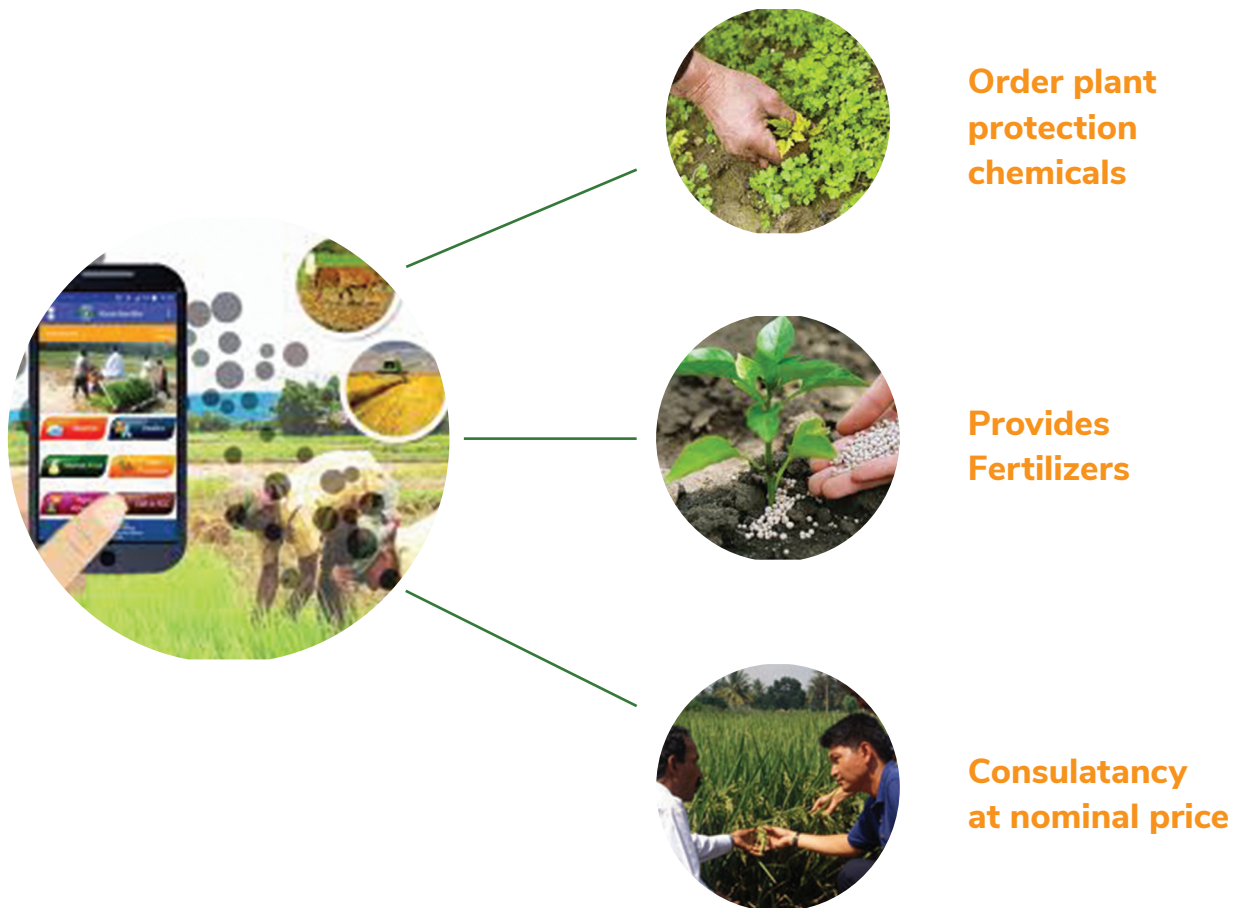 Order plant
protection
chemicals
Provides
Fertilizers
Consulatancy
at nominal price